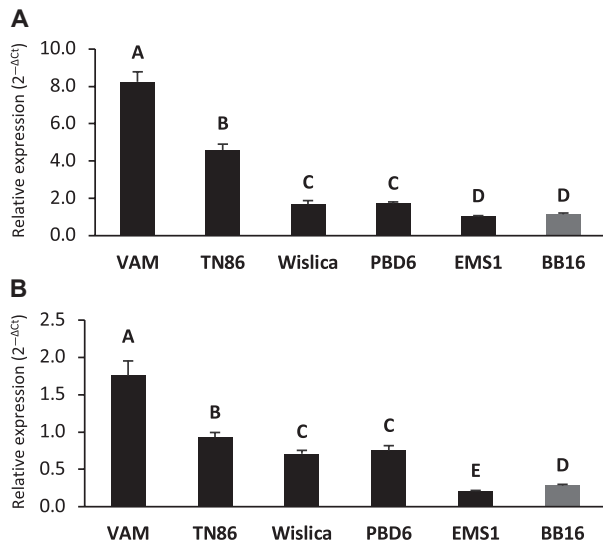 A
Relative expression (2−ΔCt)
10.0
8.0
6.0
4.0
2.0
0.0
A
B
C
C
D
D
VAM TN86 Wislica PBD6 EMS1 BB16
B
Relative expression (2−ΔCt)
2.5
2.0
1.5
1.0
0.5
0.0
A
B
C
C
E
D
VAM TN86 Wislica PBD6 EMS1 BB16